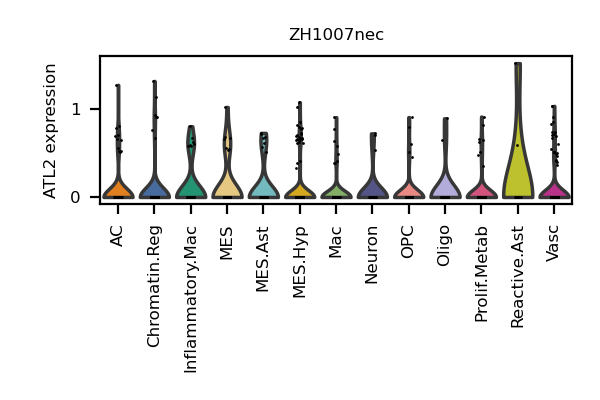 ZH1007nec
ATL2 expression
1
0
AC
Chromatin.Reg
Inflammatory.Mac
MES
MES.Ast
MES.Hyp
Mac
Neuron
OPC
Oligo
Prolif.Metab
Reactive.Ast
Vasc